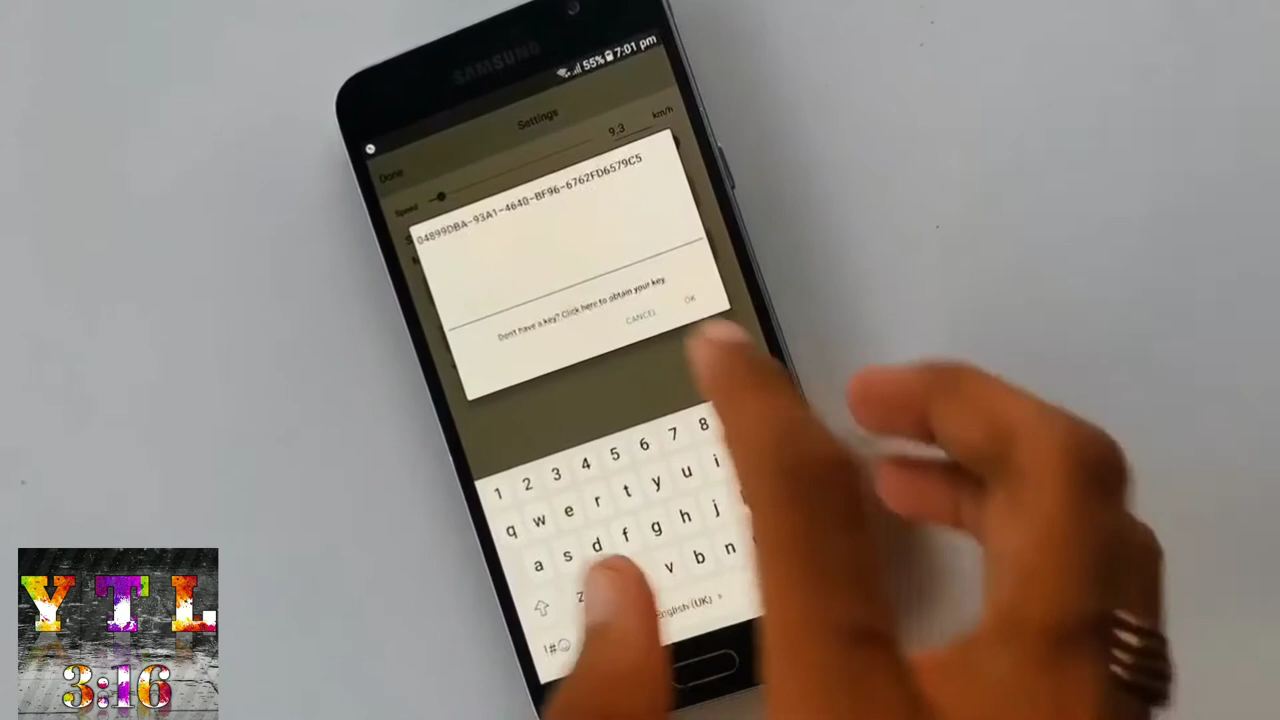 SAMSUNG
55% 7:01 pm
Settings
Done
9.3 km/h
Speed
04899DBA-93A1-4640-BF96-6762FD6579C5
Don't have a key? Click here to obtain your key
CANCEL OK
1 2 3 4 5 6 7 8
q w e r t y u i
a s d f g h j
z v b n
!#☺ English (UK) >
YTL
3:16